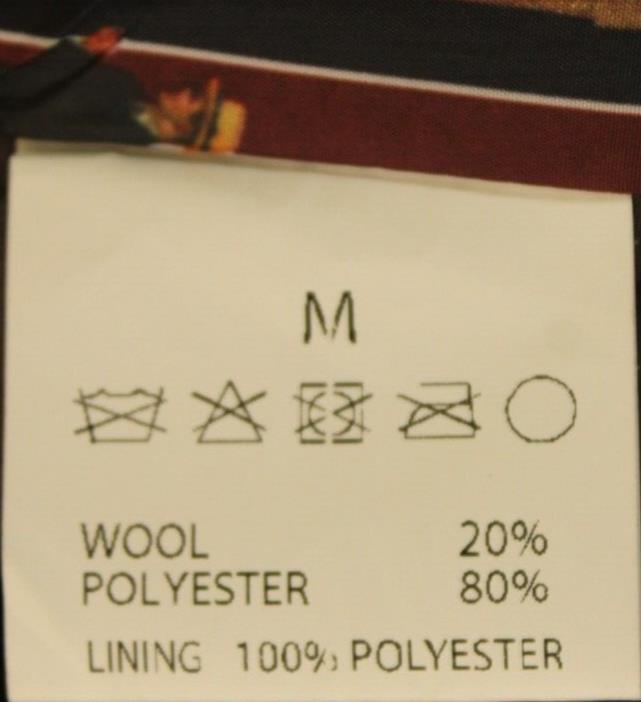 M
WOOL 20%
POLYESTER 80%
LINING 100% POLYESTER